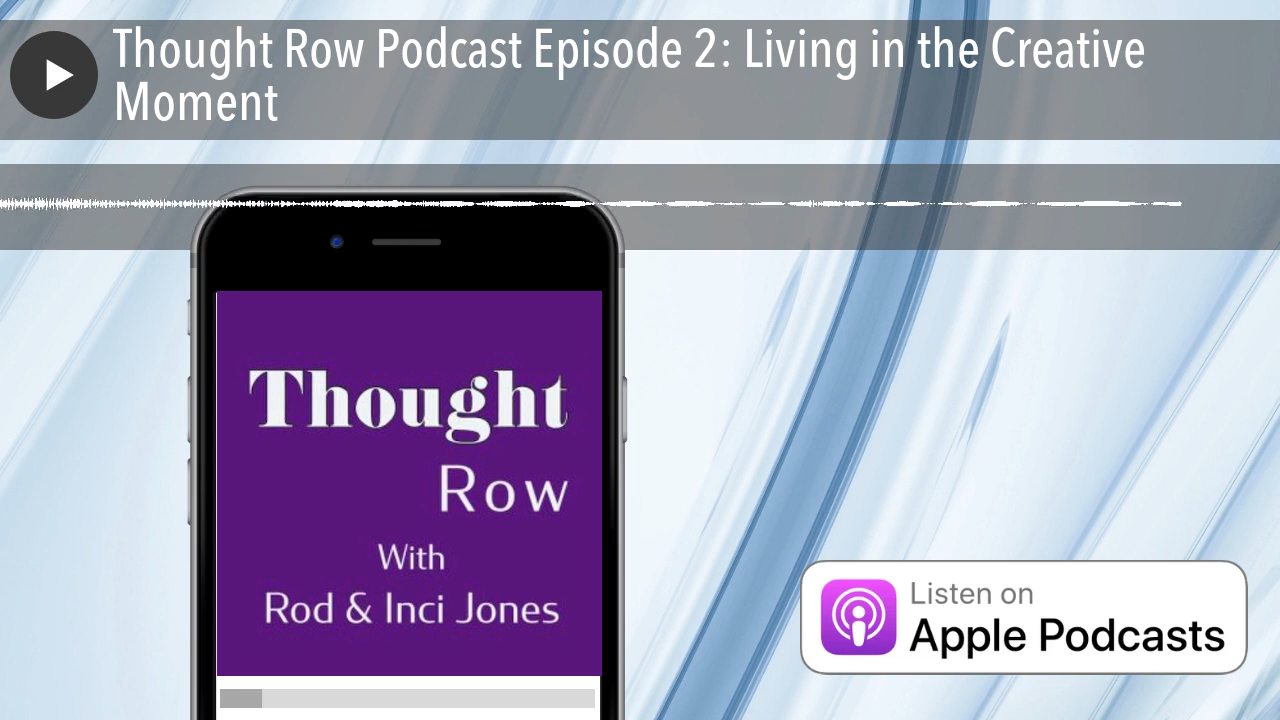 Thought Row Podcast Episode 2: Living in the Creative
Moment
Thought
Row
With
Rod & Inci Jones
Listen on
Apple Podcasts